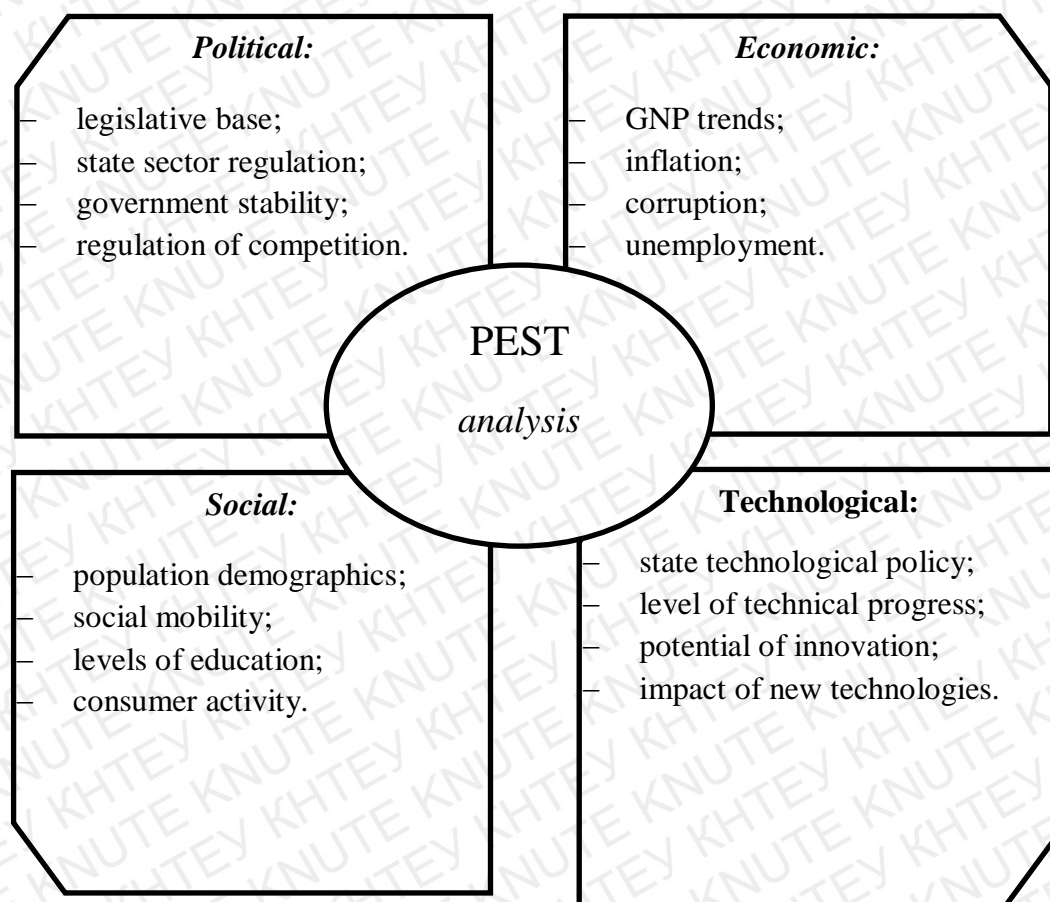 Political:
– legislative base;
– state sector regulation;
– government stability;
– regulation of competition.
Economic:
– GNP trends;
– inflation;
– corruption;
– unemployment.
PEST
analysis
Social:
– population demographics;
– social mobility;
– levels of education;
– consumer activity.
Technological:
– state technological policy;
– level of technical progress;
– potential of innovation;
– impact of new technologies.
KNUTE КНТЕУ